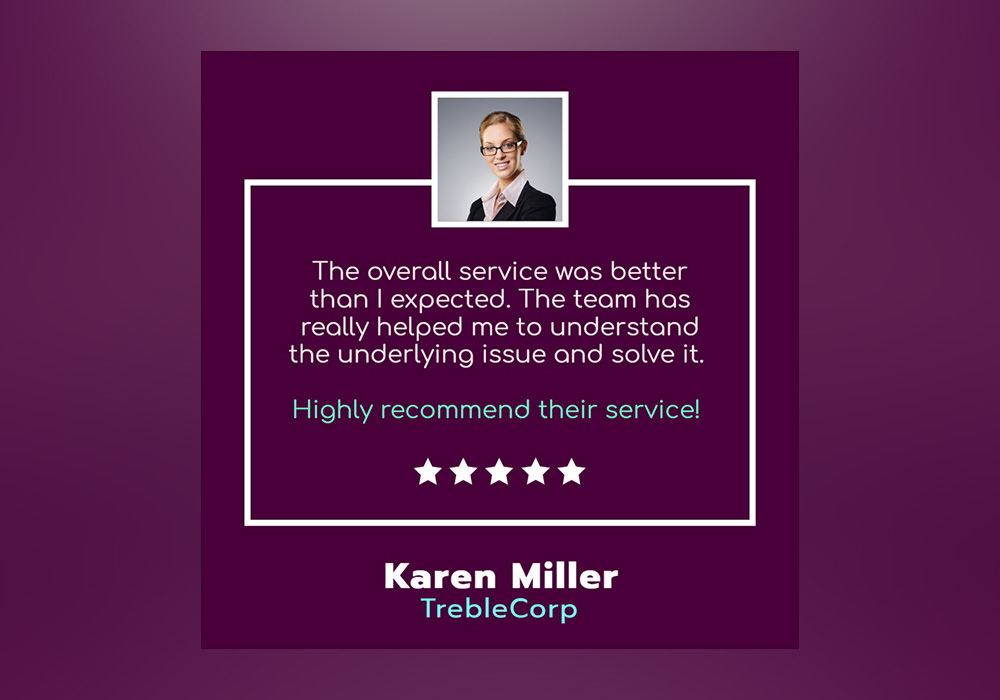 The overall service was better
than I expected. The team has
really helped me to understand
the underlying issue and solve it.
Highly recommend their service!
Karen Miller
TrebleCorp